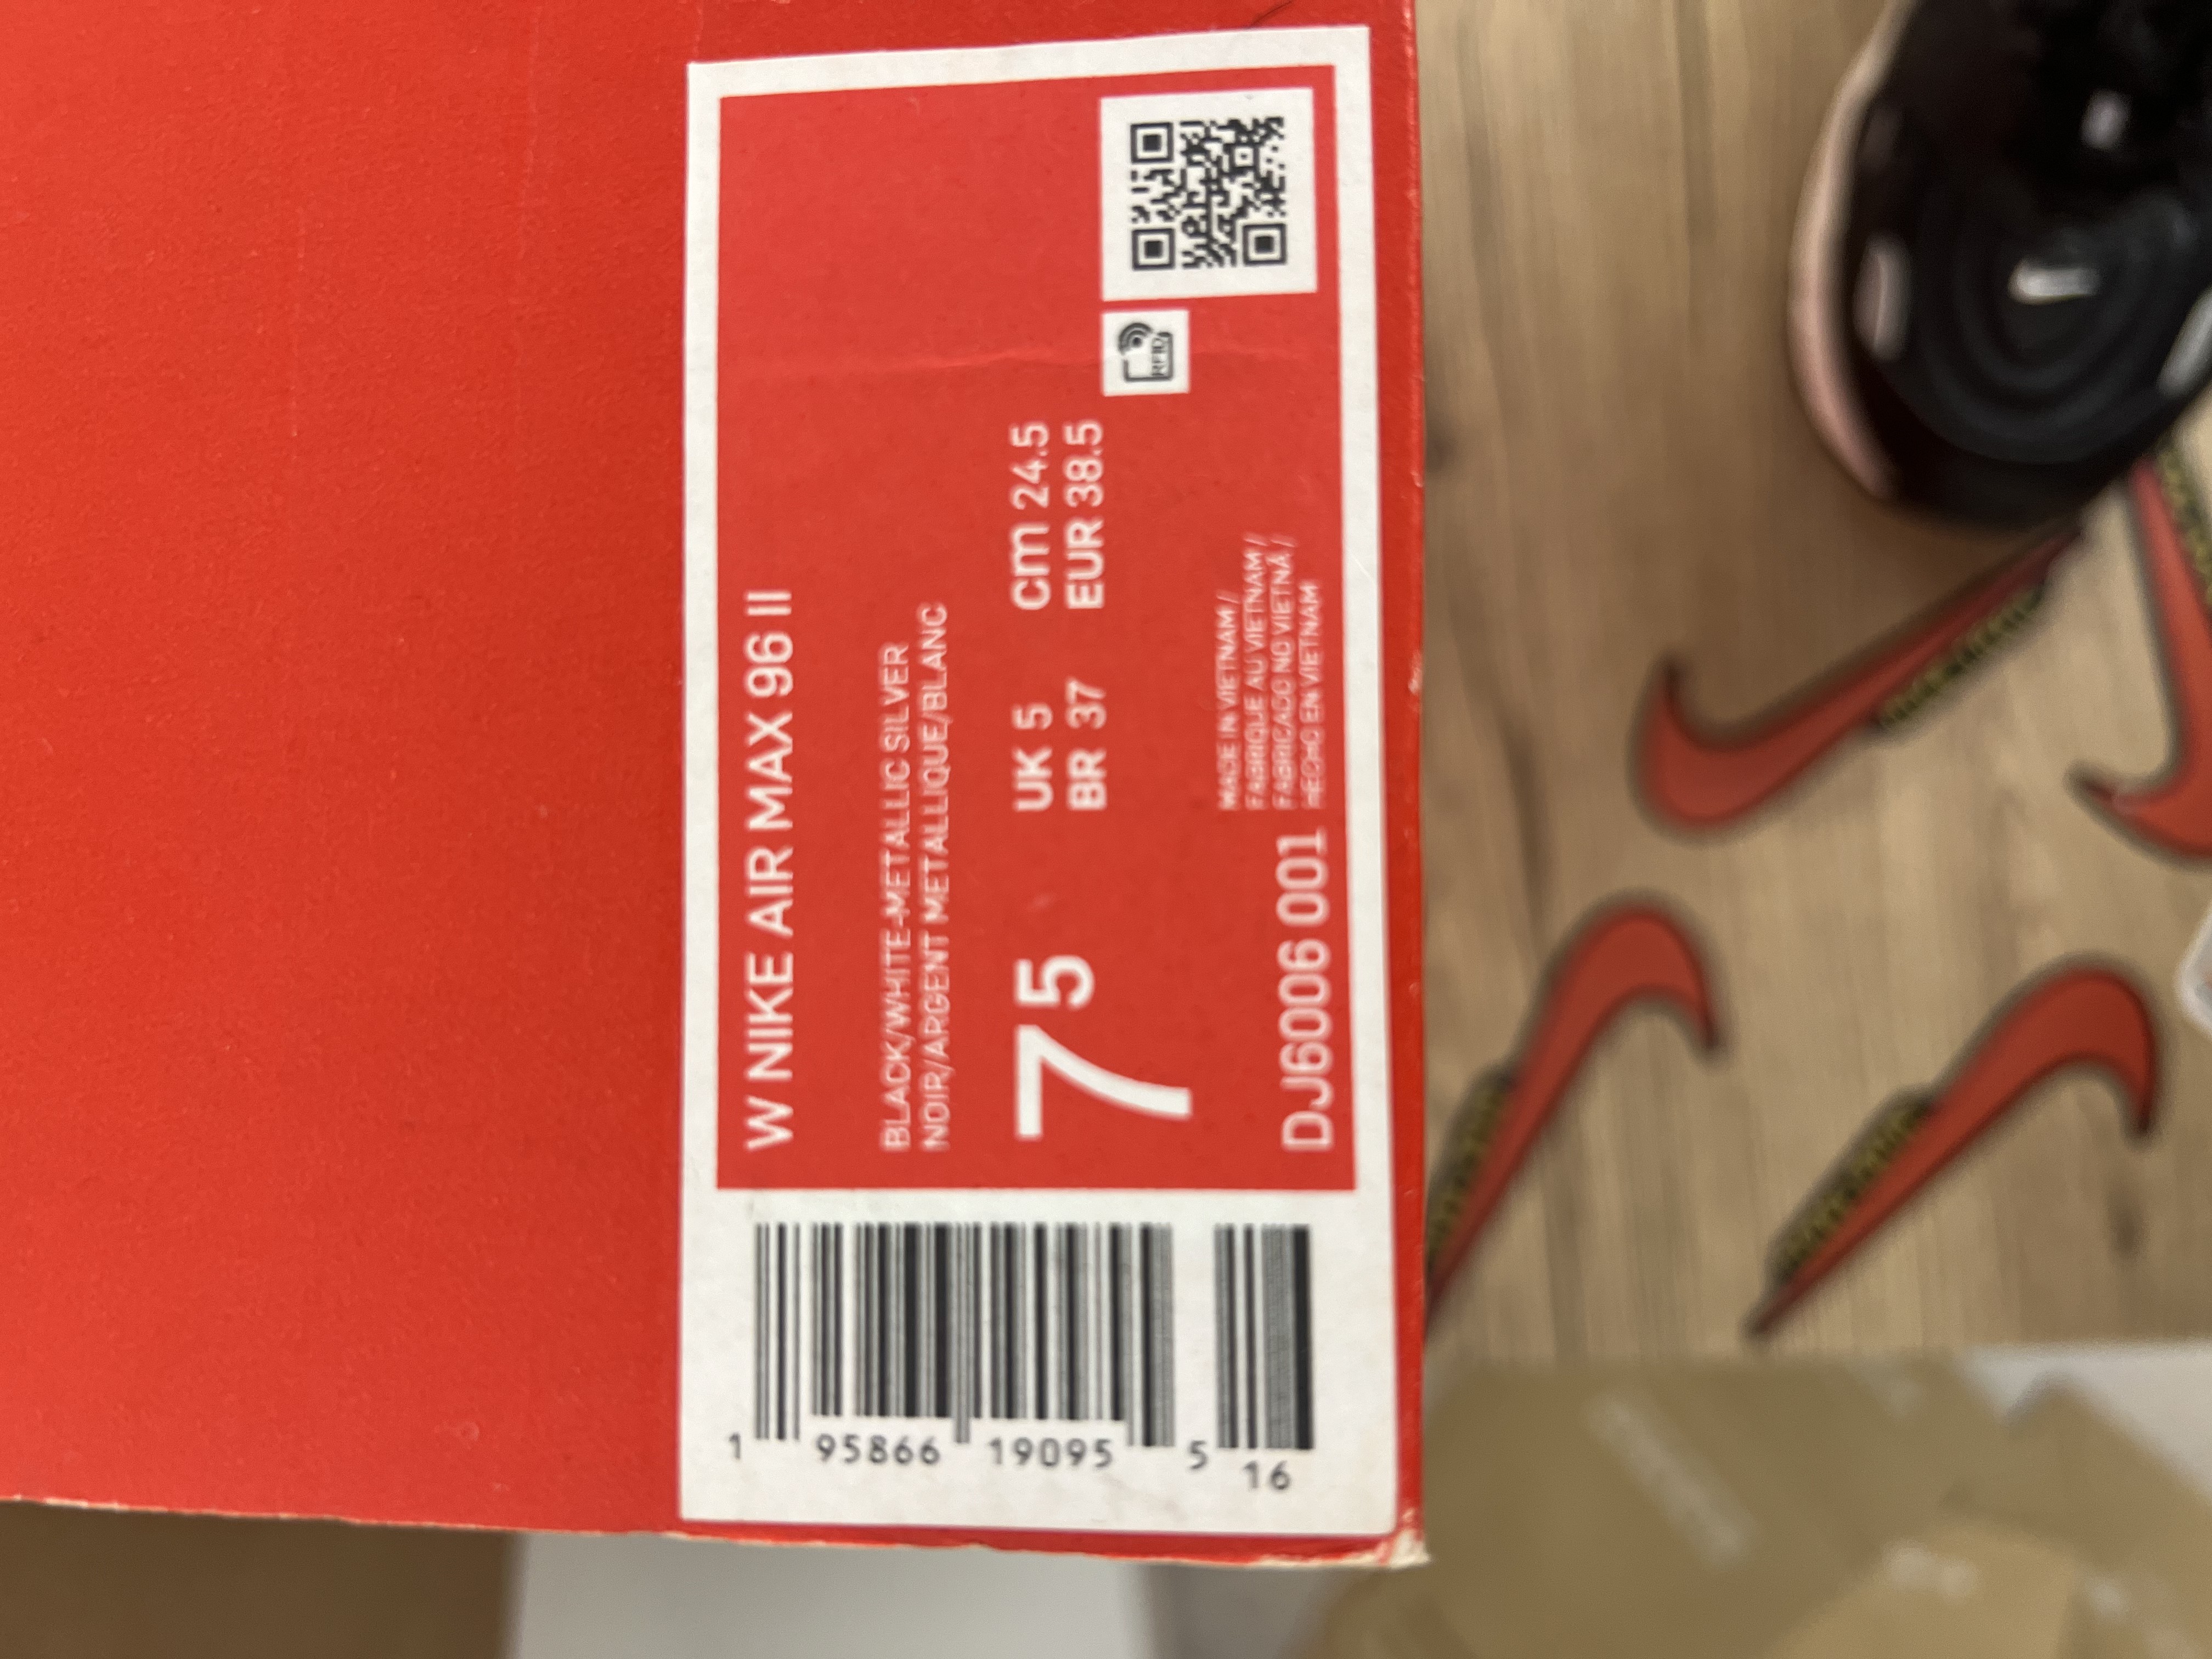 W NIKE AIR MAX 96 II
BLACK/WHITE-METALLIC SILVER
NOIR/ARGENT METALLIQUE/BLANC
7 5
UK 5
BR 37
cm 24.5
EUR 38.5
RFID
DJ6006 001
MADE IN VIETNAM /
FABRIQUE AU VIETNAM /
FABRICADO NO VIETNÃ /
HECHO EN VIETNAM
1 95866 19095 5 16